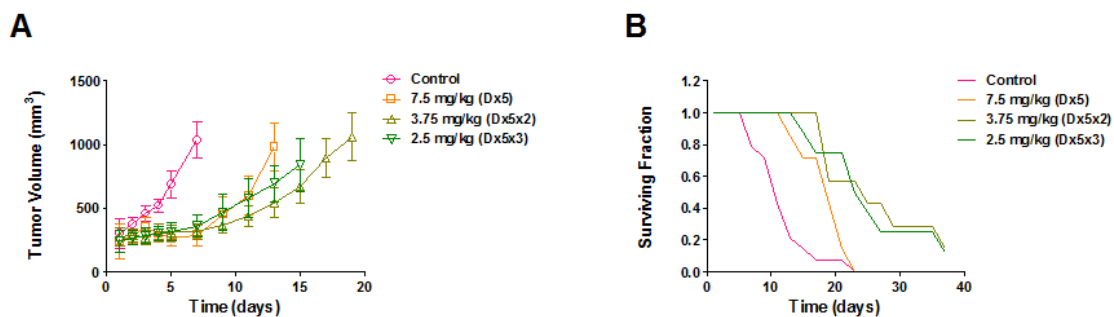 A
Tumor Volume (mm³)
1500
1000
500
0
0 5 10 15 20
Time (days)
Control
7.5 mg/kg (Dx5)
3.75 mg/kg (Dx5x2)
2.5 mg/kg (Dx5x3)
B
Surviving Fraction
1.2
1.0
0.8
0.6
0.4
0.2
0.0
0 10 20 30 40
Time (days)
Control
7.5 mg/kg (Dx5)
3.75 mg/kg (Dx5x2)
2.5 mg/kg (Dx5x3)